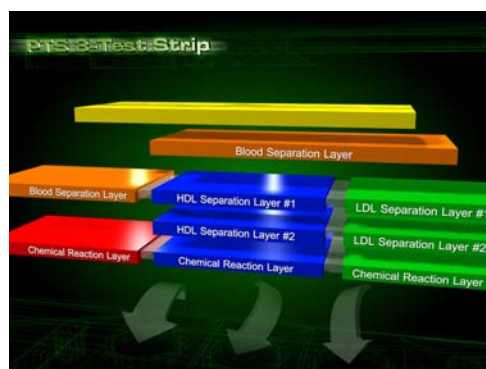 PTS 3-Test Strip
Blood Separation Layer
Blood Separation Layer
HDL Separation Layer #1
LDL Separation Layer #1
HDL Separation Layer #2
LDL Separation Layer #2
Chemical Reaction Layer
Chemical Reaction Layer
Chemical Reaction Layer